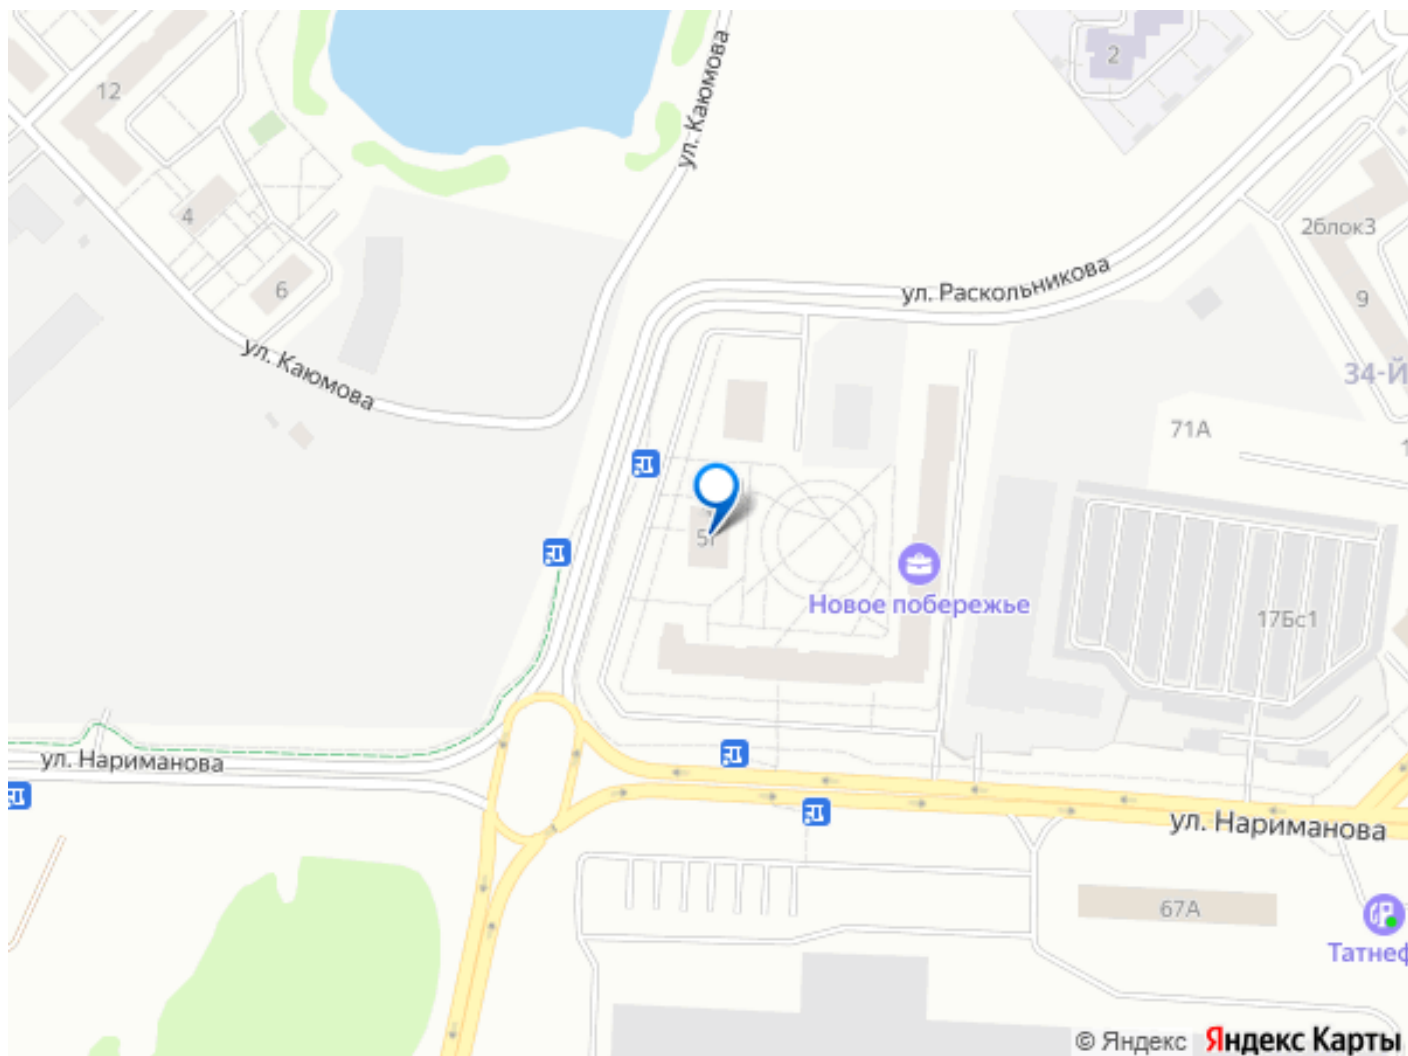 ул. Каюмова
2
12
4
2блок3
ул. Раскольникова
6
9
ул. Каюмова
34-Й
71А
Новое побережье
17Бс1
ул. Нариманова
ул. Нариманова
67А
Татнеф
© Яндекс Яндекс Карты